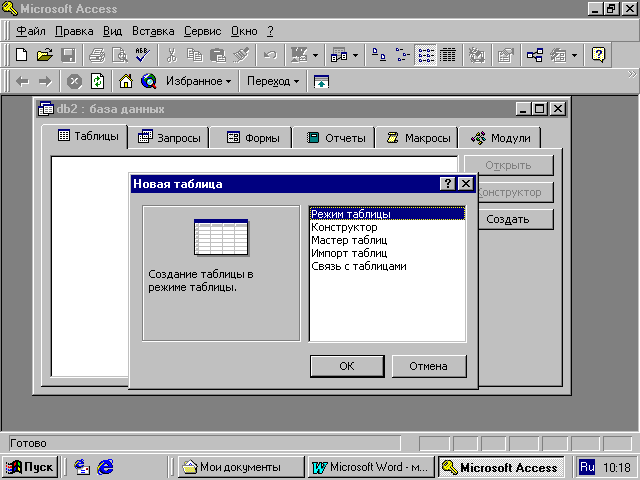 Microsoft Access
Файл Правка Вид Вставка Сервис Окно ?
Избранное Переход
db2 : база данных
Таблицы Запросы Формы Отчеты Макросы Модули
Открыть
Новая таблица
Конструктор
Режим таблицы
Конструктор
Мастер таблиц
Импорт таблиц
Связь с таблицами
Создать
Создание таблицы в
режиме таблицы.
ОК Отмена
Готово
Пуск Мои документы Microsoft Word - м... Microsoft Access Ru 10:18